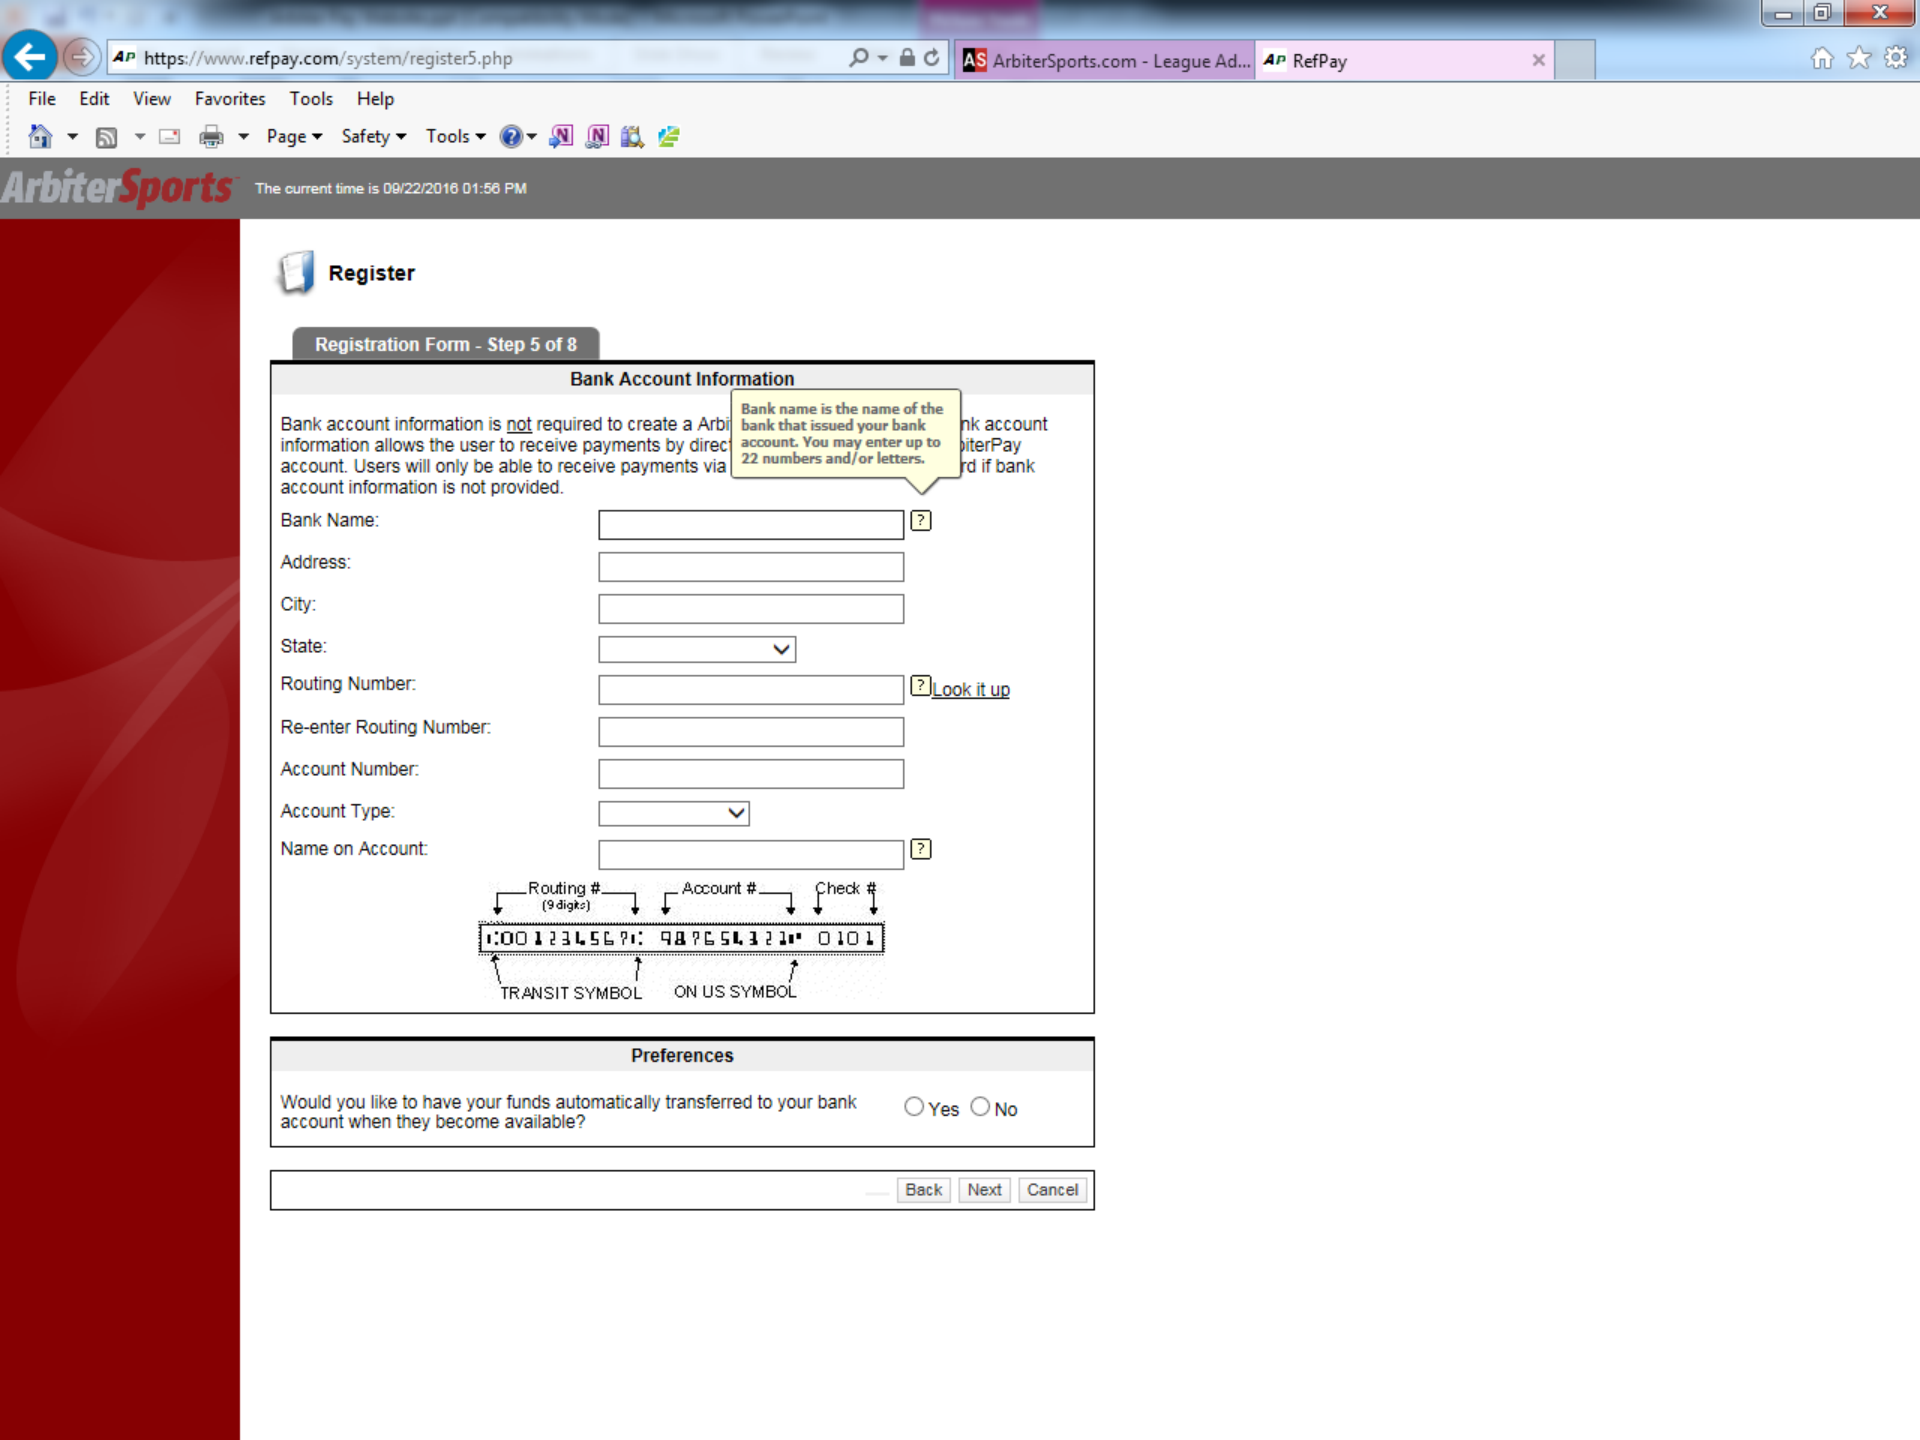 https://www.refpay.com/system/register5.php
AP
AS ArbiterSports.com - League Ad...
AP RefPay
File Edit View Favorites Tools Help
Page Safety Tools
ArbiterSports The current time is 09/22/2016 01:56 PM
Register
Registration Form - Step 5 of 8
Bank Account Information
Bank name is the name of the
bank that issued your bank
account. You may enter up to
22 numbers and/or letters.
Bank account information is not required to create a Arbi nk account
information allows the user to receive payments by direc biterPay
account. Users will only be able to receive payments via rd if bank
account information is not provided.
Bank Name: ?
Address:
City:
State:
Routing Number: ? Look it up
Re-enter Routing Number:
Account Number:
Account Type:
Name on Account: ?
Routing # Account # Check #
(9 digits)
⑆001234567⑆ 987654321⑈ 0101
TRANSIT SYMBOL ON US SYMBOL
Preferences
Would you like to have your funds automatically transferred to your bank
account when they become available?
Yes No
Back Next Cancel